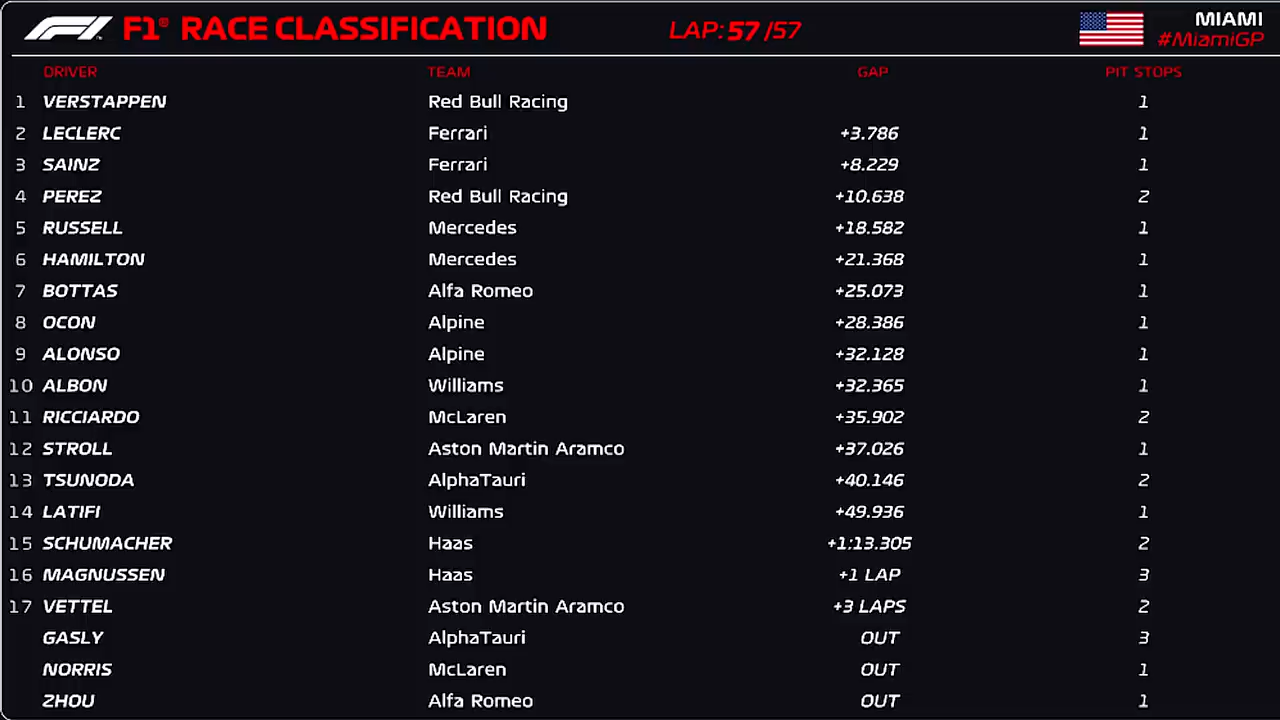 F1® RACE CLASSIFICATION LAP: 57/57 MIAMI
#MiamiGP
DRIVER TEAM GAP PIT STOPS
1 VERSTAPPEN Red Bull Racing 1
2 LECLERC Ferrari +3.786 1
3 SAINZ Ferrari +8.229 1
4 PEREZ Red Bull Racing +10.638 2
5 RUSSELL Mercedes +18.582 1
6 HAMILTON Mercedes +21.368 1
7 BOTTAS Alfa Romeo +25.073 1
8 OCON Alpine +28.386 1
9 ALONSO Alpine +32.128 1
10 ALBON Williams +32.365 1
11 RICCIARDO McLaren +35.902 2
12 STROLL Aston Martin Aramco +37.026 1
13 TSUNODA AlphaTauri +40.146 2
14 LATIFI Williams +49.936 1
15 SCHUMACHER Haas +1:13.305 2
16 MAGNUSSEN Haas +1 LAP 3
17 VETTEL Aston Martin Aramco +3 LAPS 2
GASLY AlphaTauri OUT 3
NORRIS McLaren OUT 1
ZHOU Alfa Romeo OUT 1